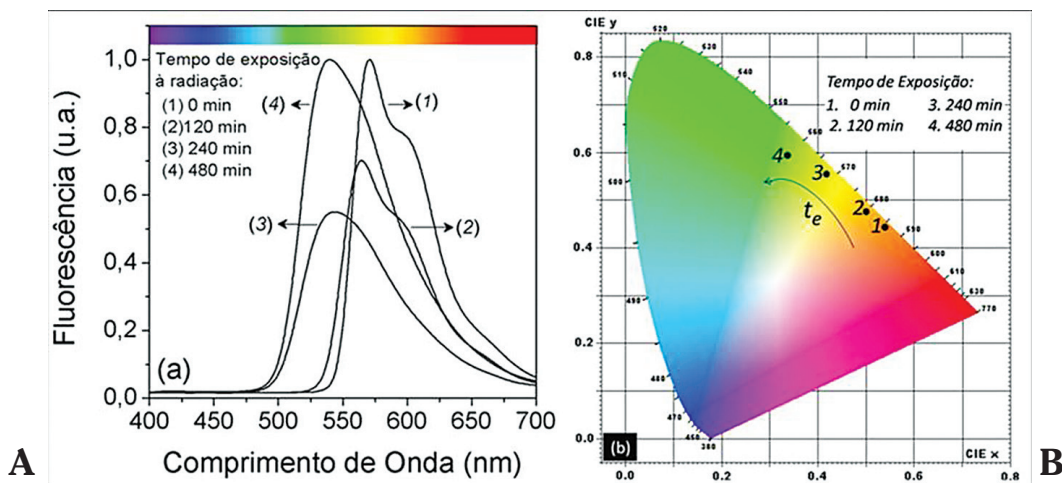 1,0
0,8
0,6
0,4
0,2
0,0
Fluorescência (u.a.)
Tempo de exposição
à radiação:
(1) 0 min
(2)120 min
(3) 240 min
(4) 480 min
(4)
(1)
(3)
(2)
(a)
400 450 500 550 600 650 700
Comprimento de Onda (nm)
A
CIE y
0.8
0.6
0.4
0.2
0.0
Tempo de Exposição:
1. 0 min 3. 240 min
2. 120 min 4. 480 min
520
530
540
550
560
570
580
590
600
610
630
770
510
500
490
480
470
450
380
4
3
2
1
te
(b)
CIE x
0.0 0.2 0.4 0.6 0.8
B